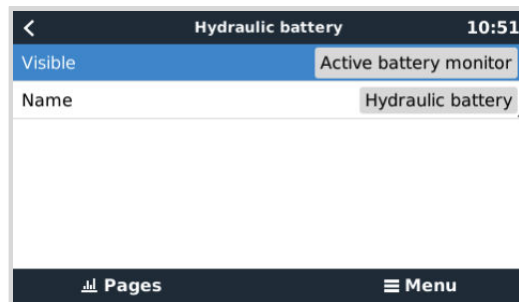 Hydraulic battery 10:51
Visible Active battery monitor
Name Hydraulic battery
Pages Menu